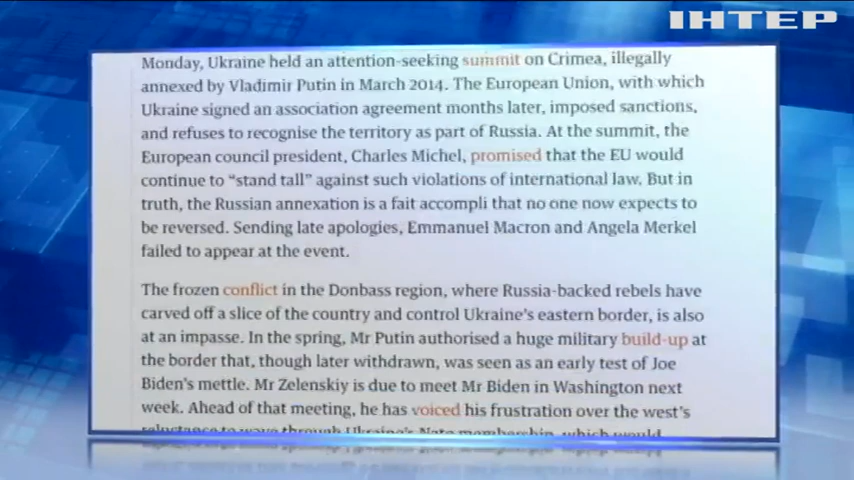 ІНТЕР
Monday, Ukraine held an attention-seeking summit on Crimea, illegally
annexed by Vladimir Putin in March 2014. The European Union, with which
Ukraine signed an association agreement months later, imposed sanctions,
and refuses to recognise the territory as part of Russia. At the summit, the
European council president, Charles Michel, promised that the EU would
continue to “stand tall” against such violations of international law. But in
truth, the Russian annexation is a fait accompli that no one now expects to
be reversed. Sending late apologies, Emmanuel Macron and Angela Merkel
failed to appear at the event.
The frozen conflict in the Donbass region, where Russia-backed rebels have
carved off a slice of the country and control Ukraine’s eastern border, is also
at an impasse. In the spring, Mr Putin authorised a huge military build-up at
the border that, though later withdrawn, was seen as an early test of Joe
Biden’s mettle. Mr Zelenskiy is due to meet Mr Biden in Washington next
week. Ahead of that meeting, he has voiced his frustration over the west’s
reluctance to wave through Ukraine’s Nato membership, which would